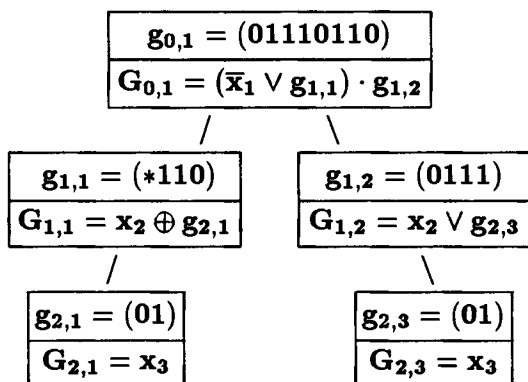 g₀,₁ = (01110110)
G₀,₁ = (x̅₁ ∨ g₁,₁) · g₁,₂
g₁,₁ = (*110)
g₁,₂ = (0111)
G₁,₁ = x₂ ⊕ g₂,₁
G₁,₂ = x₂ ∨ g₂,₃
g₂,₁ = (01)
g₂,₃ = (01)
G₂,₁ = x₃
G₂,₃ = x₃